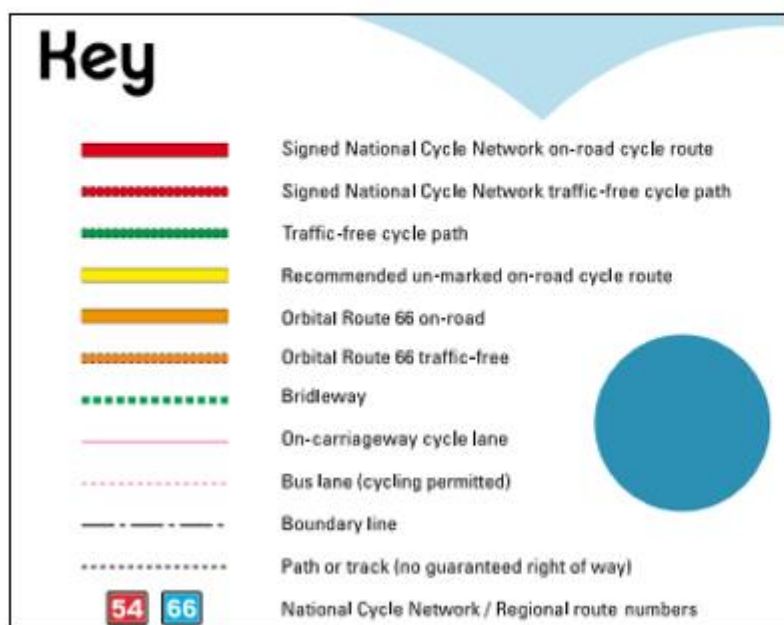 Key
Signed National Cycle Network on-road cycle route
Signed National Cycle Network traffic-free cycle path
Traffic-free cycle path
Recommended un-marked on-road cycle route
Orbital Route 66 on-road
Orbital Route 66 traffic-free
Bridleway
On-carriageway cycle lane
Bus lane (cycling permitted)
Boundary line
Path or track (no guaranteed right of way)
54 66 National Cycle Network / Regional route numbers